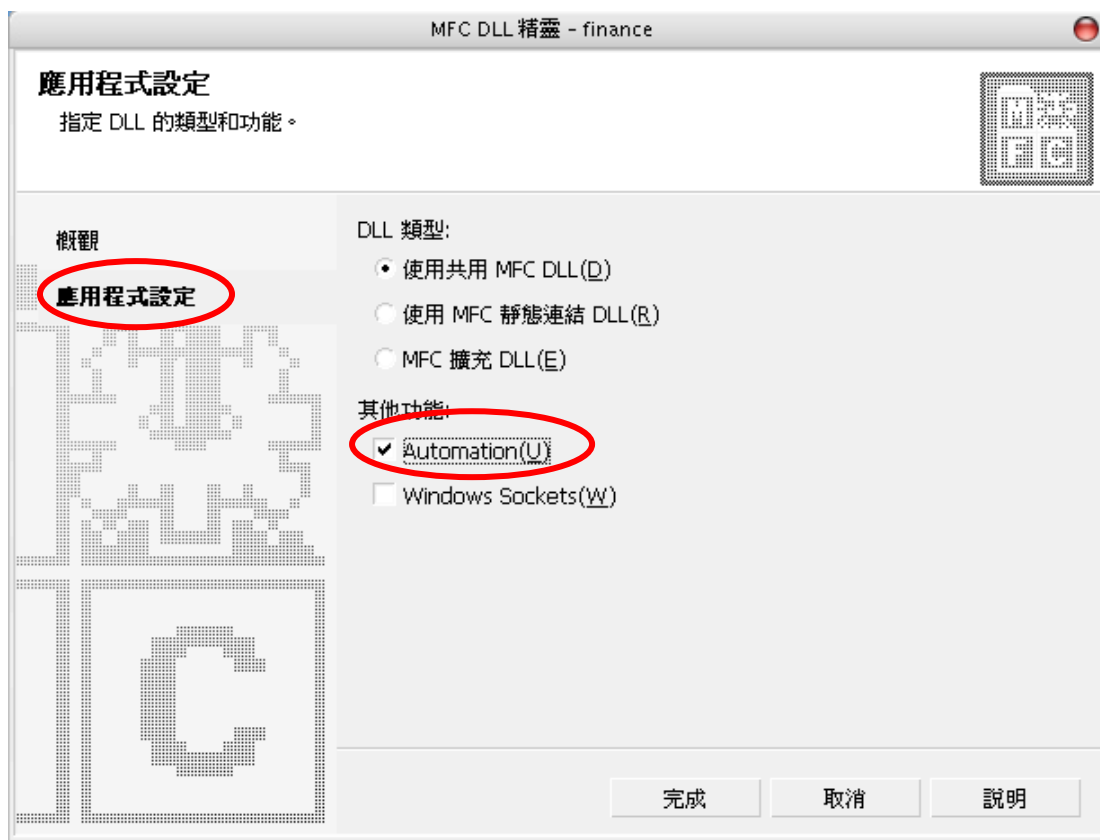 MFC DLL 精靈 - finance
應用程式設定
指定 DLL 的類型和功能。
M
F C
概觀
應用程式設定
C
DLL 類型:
使用共用 MFC DLL(D)
使用 MFC 靜態連結 DLL(R)
MFC 擴充 DLL(E)
其他功能:
Automation(U)
Windows Sockets(W)
完成
取消
說明